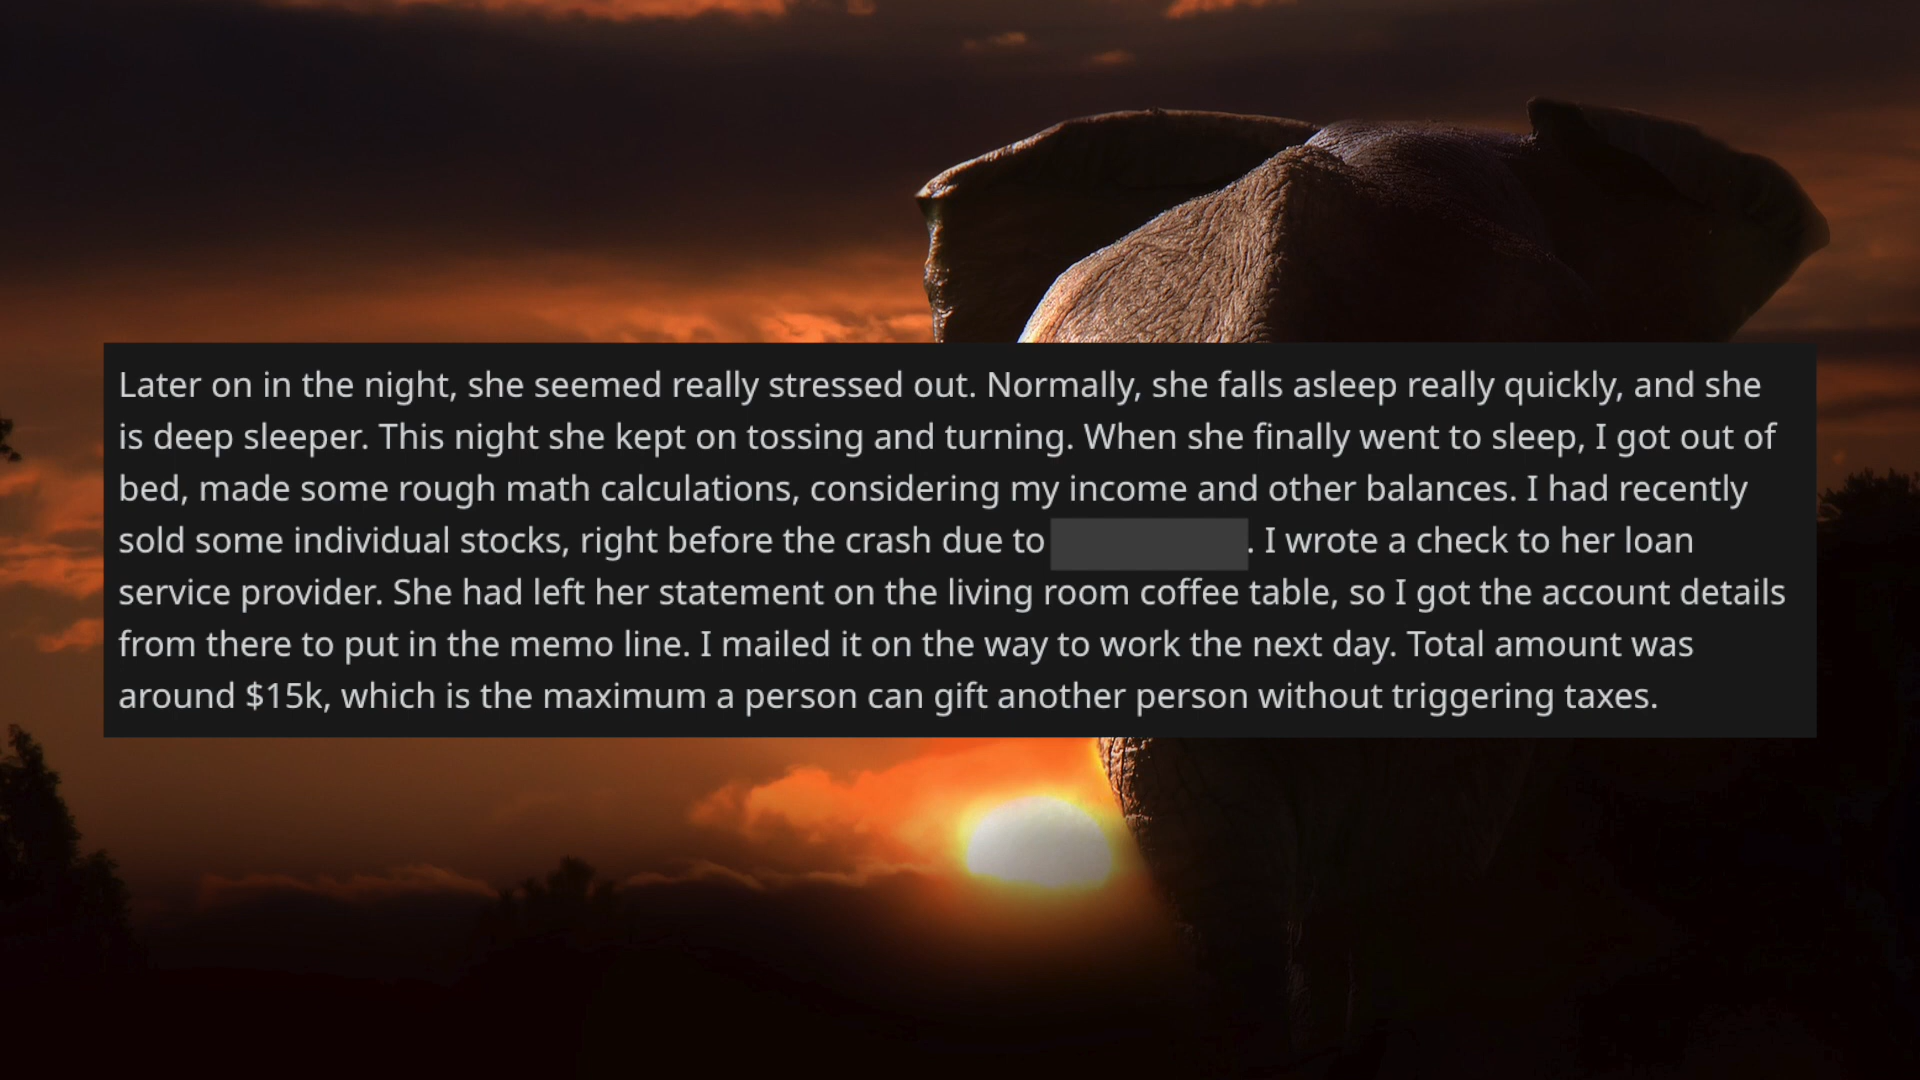 Later on in the night, she seemed really stressed out. Normally, she falls asleep really quickly, and she
is deep sleeper. This night she kept on tossing and turning. When she finally went to sleep, I got out of
bed, made some rough math calculations, considering my income and other balances. I had recently
sold some individual stocks, right before the crash due to . I wrote a check to her loan
service provider. She had left her statement on the living room coffee table, so I got the account details
from there to put in the memo line. I mailed it on the way to work the next day. Total amount was
around $15k, which is the maximum a person can gift another person without triggering taxes.